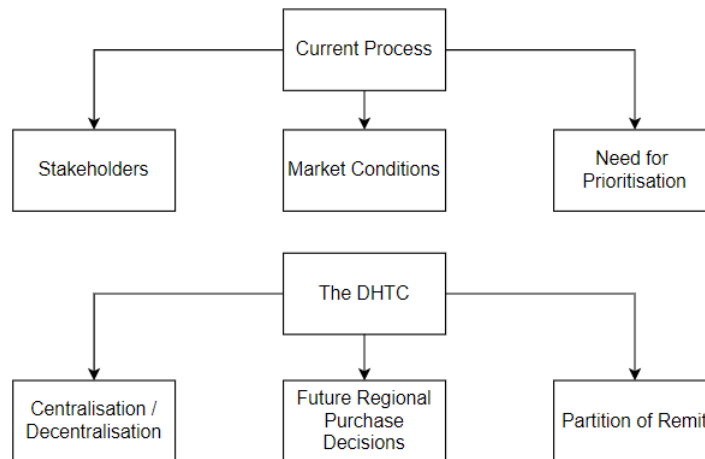 Current Process
Stakeholders
Market Conditions
Need for
Prioritisation
The DHTC
Centralisation /
Decentralisation
Future Regional
Purchase
Decisions
Partition of Remit